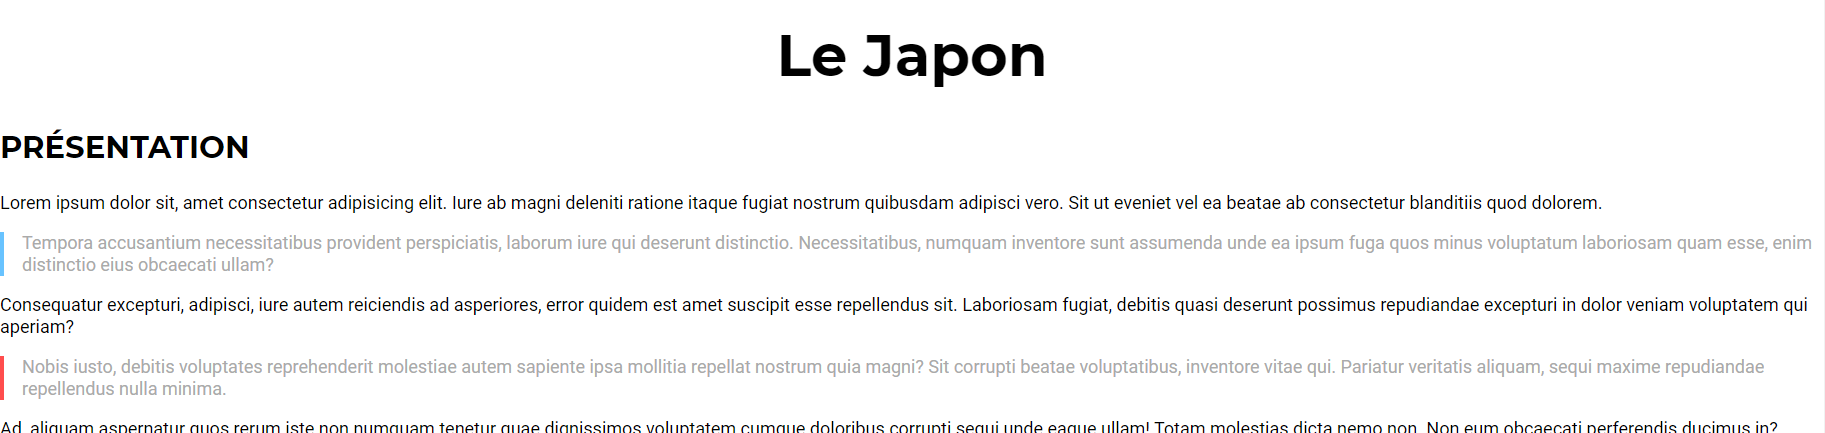 Le Japon
PRÉSENTATION
Lorem ipsum dolor sit, amet consectetur adipisicing elit. Iure ab magni deleniti ratione itaque fugiat nostrum quibusdam adipisci vero. Sit ut eveniet vel ea beatae ab consectetur blanditiis quod dolorem.
Tempora accusantium necessitatibus provident perspiciatis, laborum iure qui deserunt distinctio. Necessitatibus, numquam inventore sunt assumenda unde ea ipsum fuga quos minus voluptatum laboriosam quam esse, enim
distinctio eius obcaecati ullam?
Consequatur excepturi, adipisci, iure autem reiciendis ad asperiores, error quidem est amet suscipit esse repellendus sit. Laboriosam fugiat, debitis quasi deserunt possimus repudiandae excepturi in dolor veniam voluptatem qui
aperiam?
Nobis iusto, debitis voluptates reprehenderit molestiae autem sapiente ipsa mollitia repellat nostrum quia magni? Sit corrupti beatae voluptatibus, inventore vitae qui. Pariatur veritatis aliquam, sequi maxime repudiandae
repellendus nulla minima.
Ad, aliquam aspernatur quos rerum iste non numquam tenetur quae dignissimos voluptatem cumque doloribus corrupti sequi unde eaque ullam! Totam molestias dicta nemo non. Non eum obcaecati perferendis ducimus in?